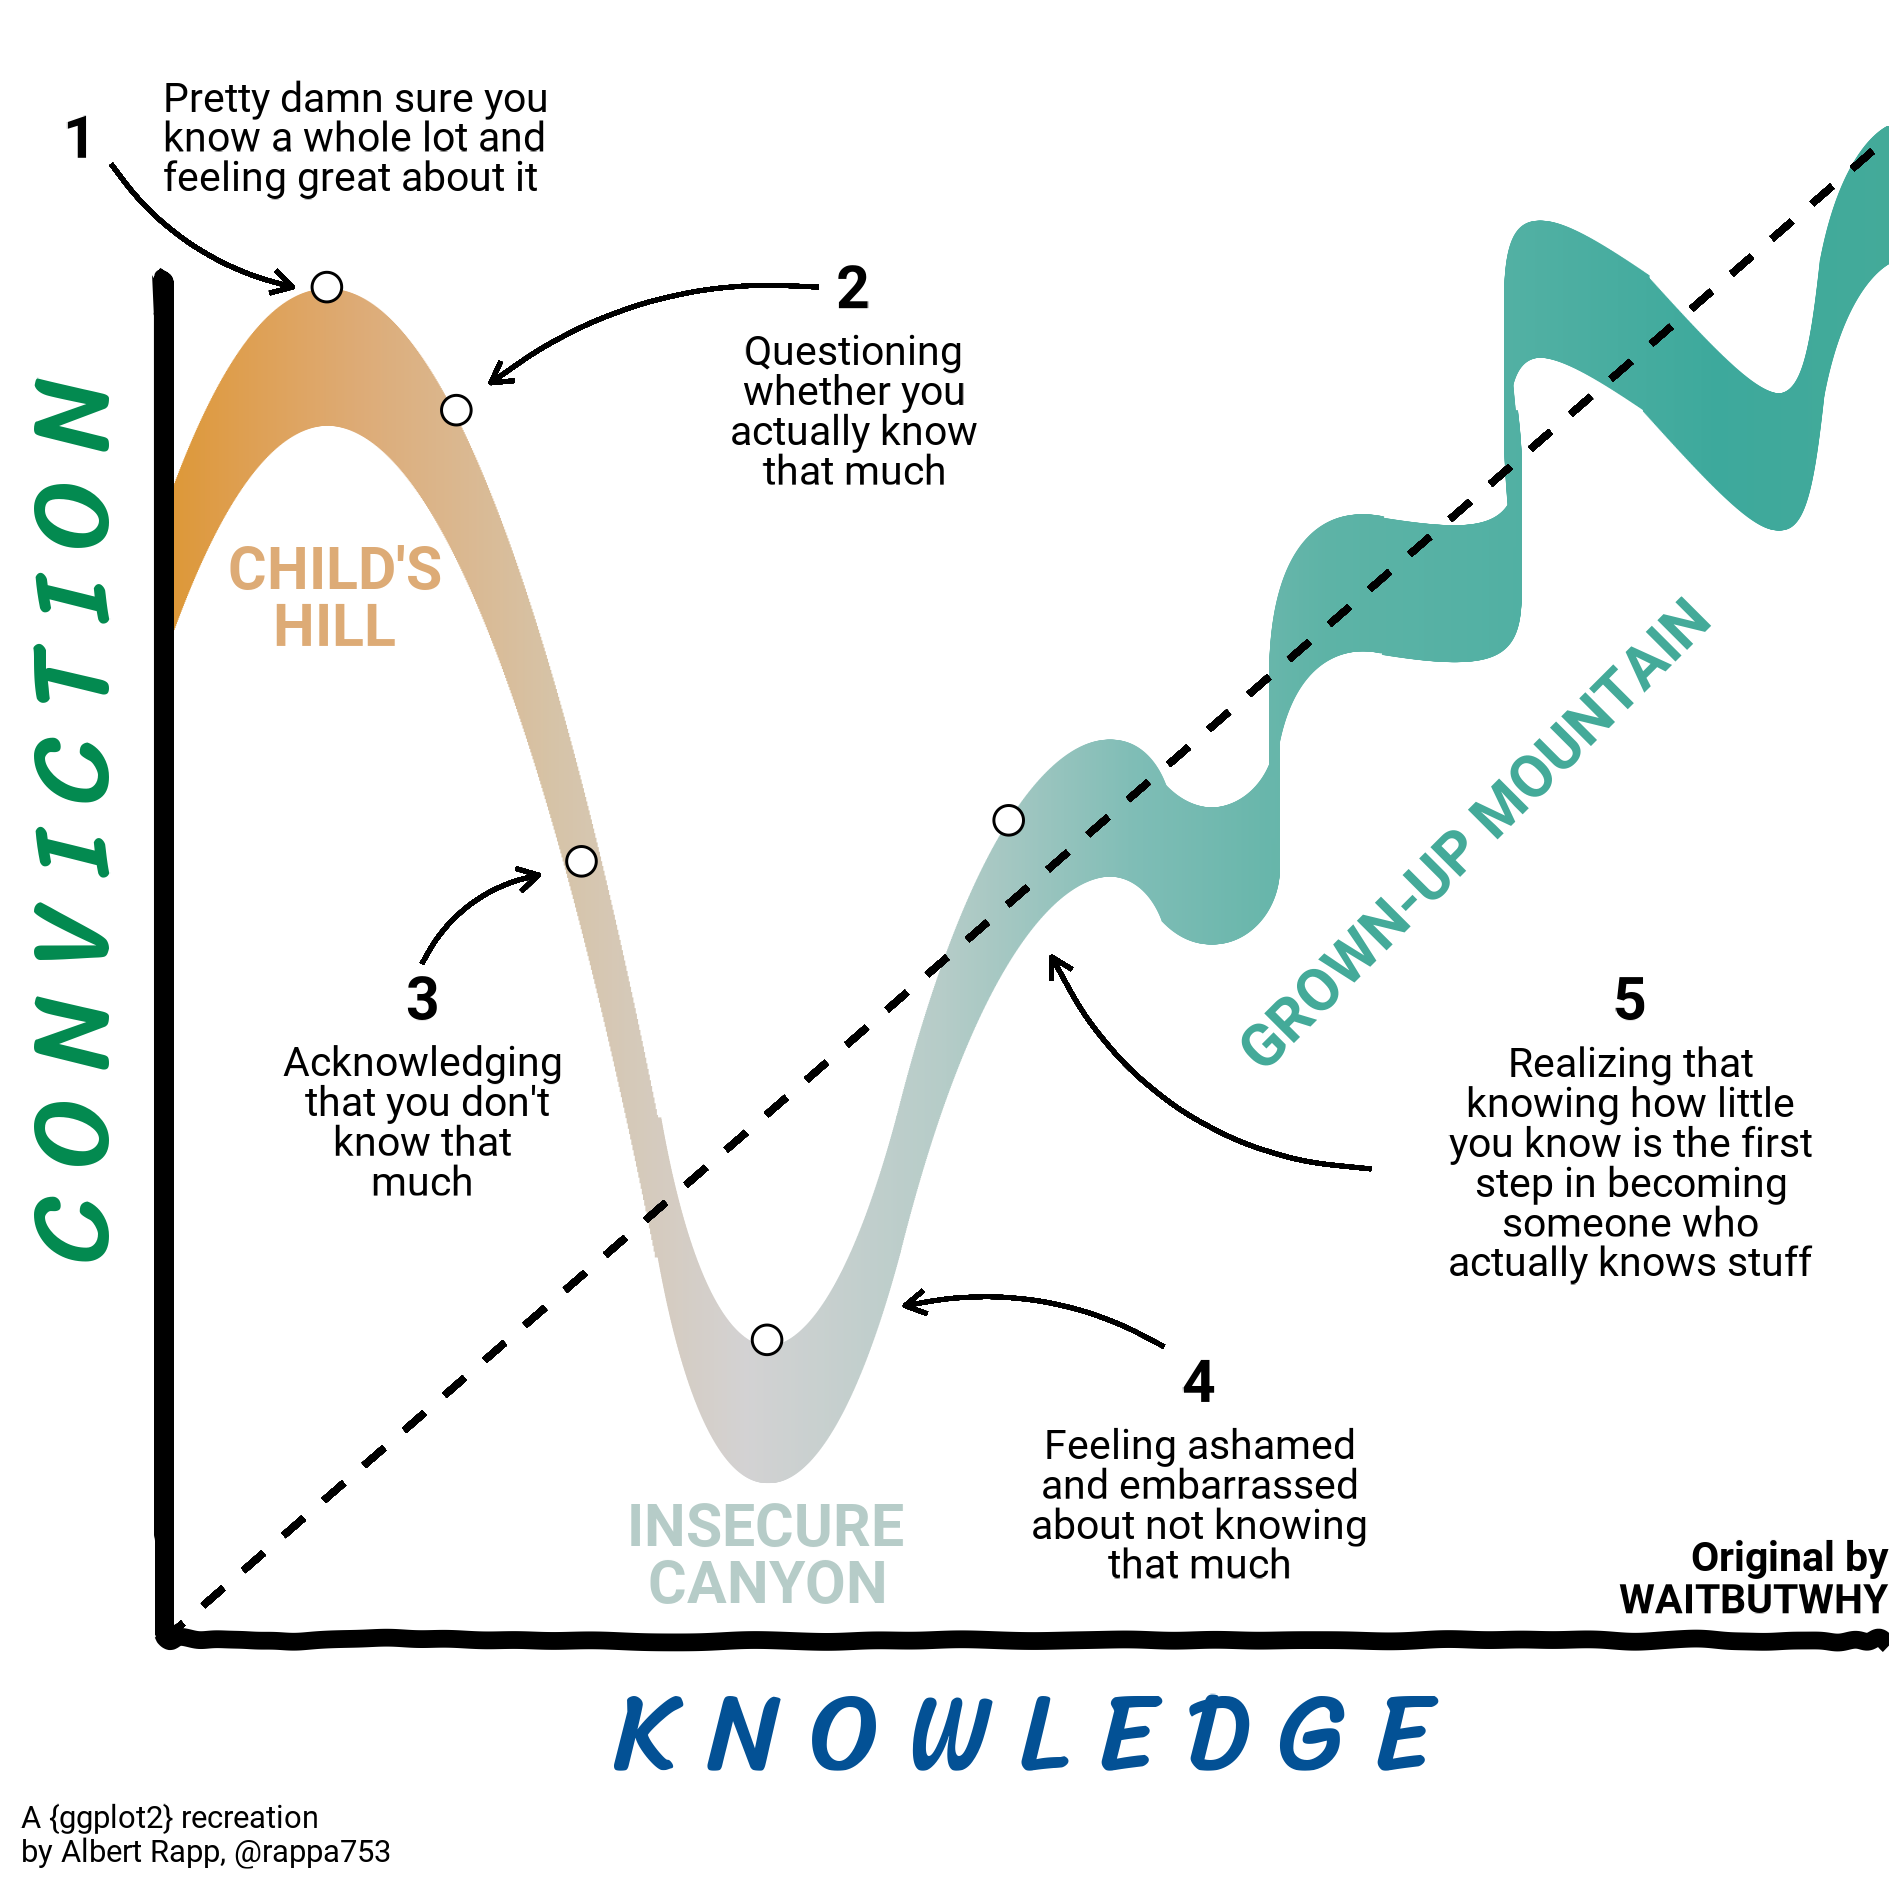 1
Pretty damn sure you
know a whole lot and
feeling great about it
2
Questioning
whether you
actually know
that much
CHILD'S
HILL
CONVICTION
GROWN-UP MOUNTAIN
3
Acknowledging
that you don't
know that
much
5
Realizing that
knowing how little
you know is the first
step in becoming
someone who
actually knows stuff
4
Feeling ashamed
and embarrassed
about not knowing
that much
INSECURE
CANYON
Original by
WAITBUTWHY
KNOWLEDGE
A {ggplot2} recreation
by Albert Rapp, @rappa753